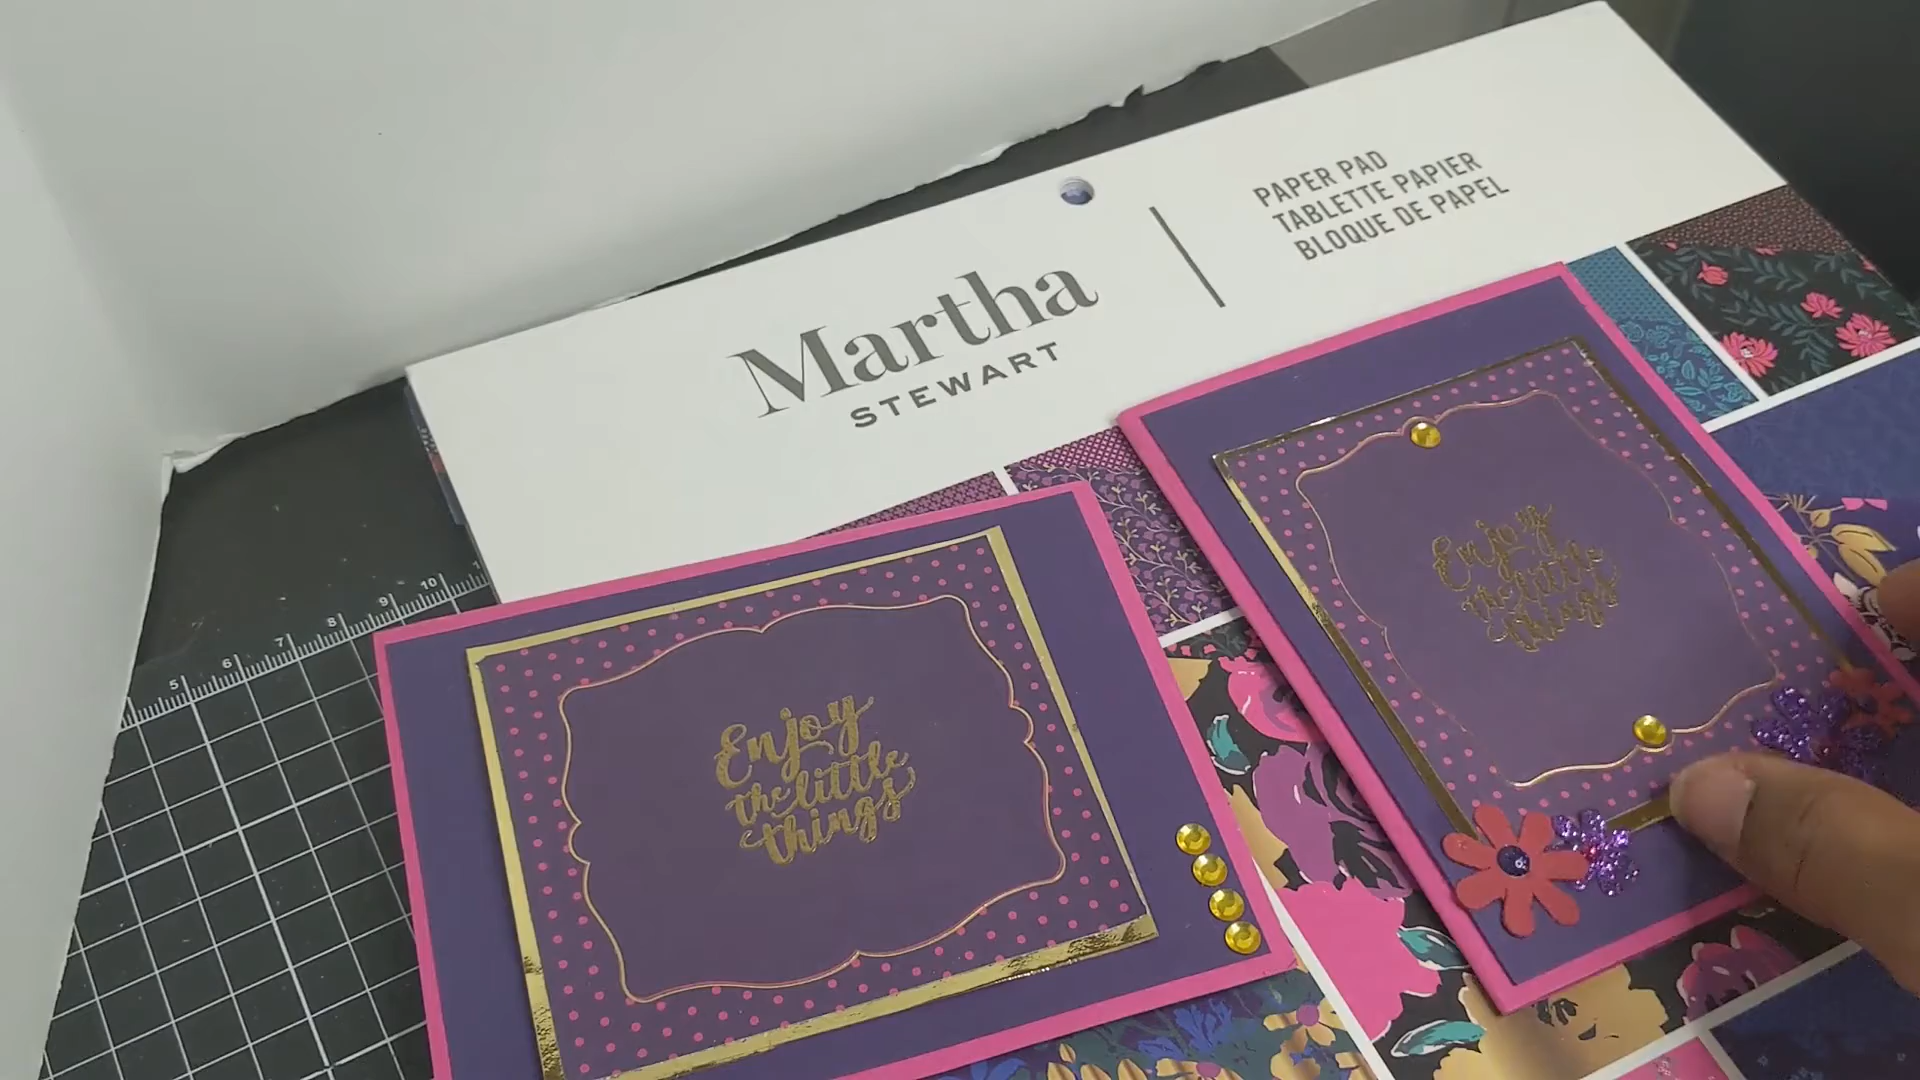 Martha
STEWART
PAPER PAD
TABLETTE PAPIER
BLOQUE DE PAPEL
Enjoy
the little
things
Enjoy
the little
things
5
6
7
8
9
10